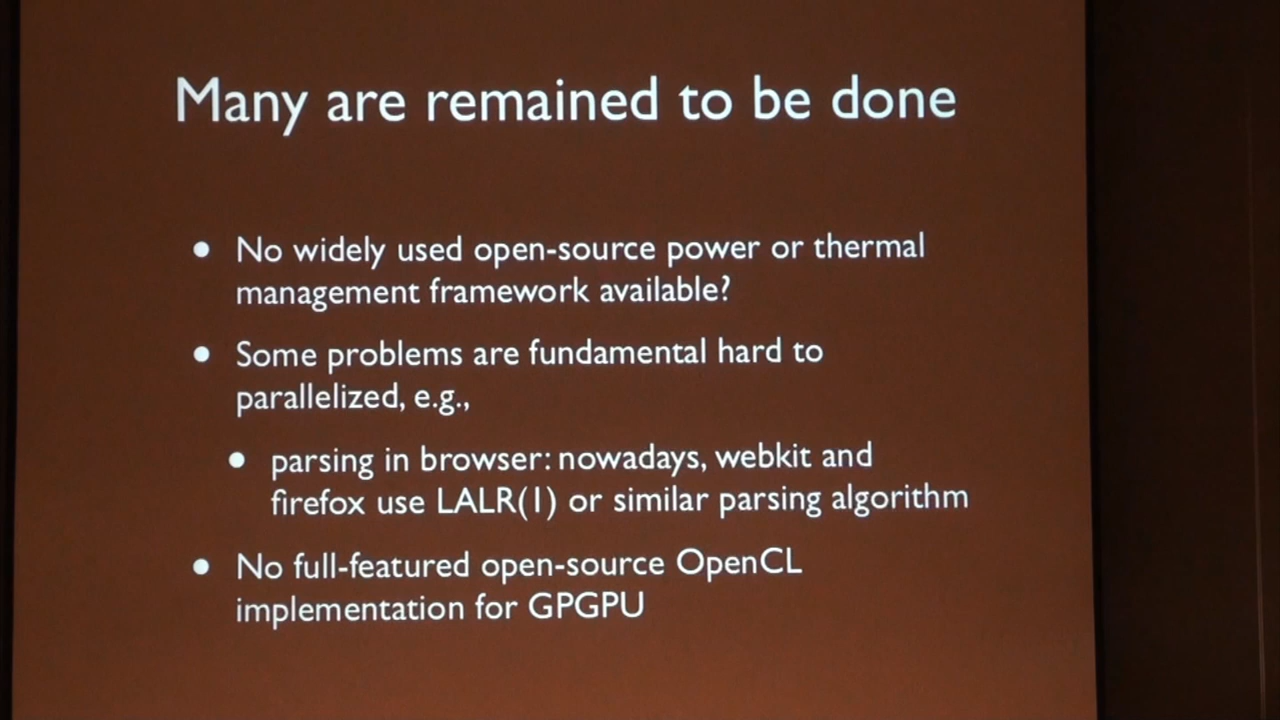 Many are remained to be done
• No widely used open-source power or thermal
management framework available?
• Some problems are fundamental hard to
parallelized, e.g.,
• parsing in browser: nowadays, webkit and
firefox use LALR(1) or similar parsing algorithm
• No full-featured open-source OpenCL
implementation for GPGPU